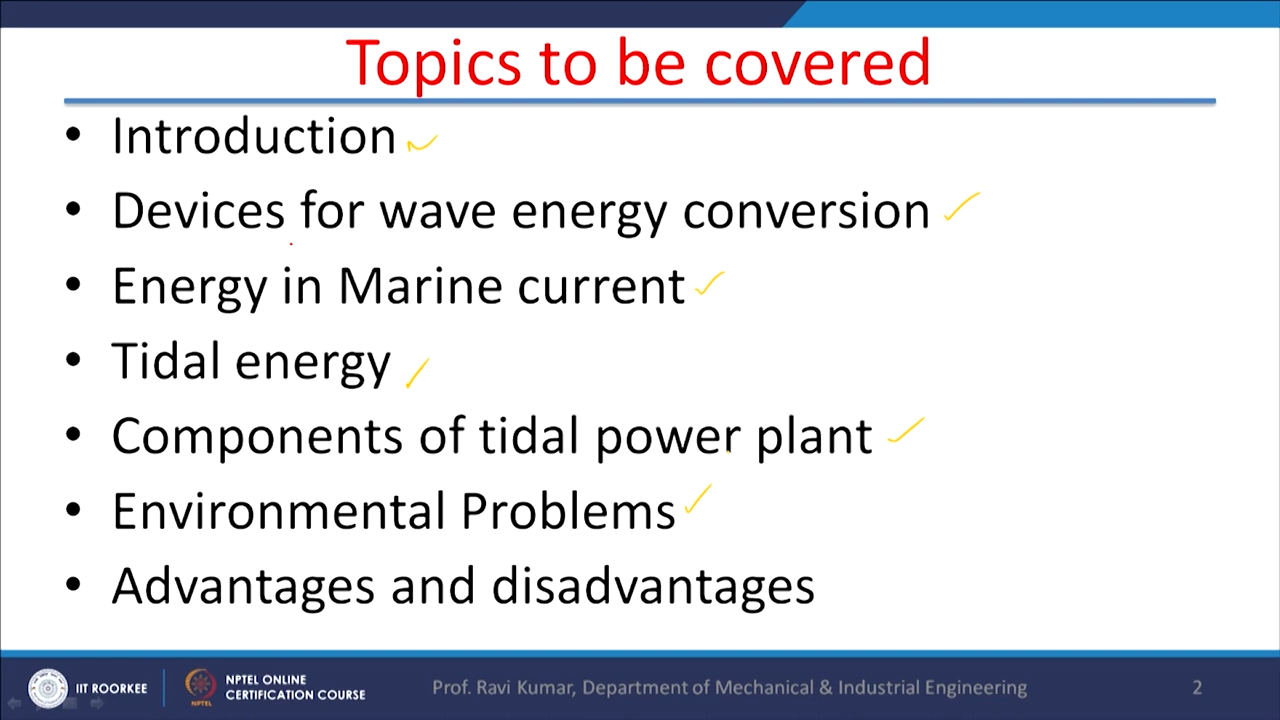 Topics to be covered
• Introduction
• Devices for wave energy conversion
• Energy in Marine current
• Tidal energy
• Components of tidal power plant
• Environmental Problems
• Advantages and disadvantages
IIT ROORKEE
NPTEL
NPTEL ONLINE
CERTIFICATION COURSE
Prof. Ravi Kumar, Department of Mechanical & Industrial Engineering
2